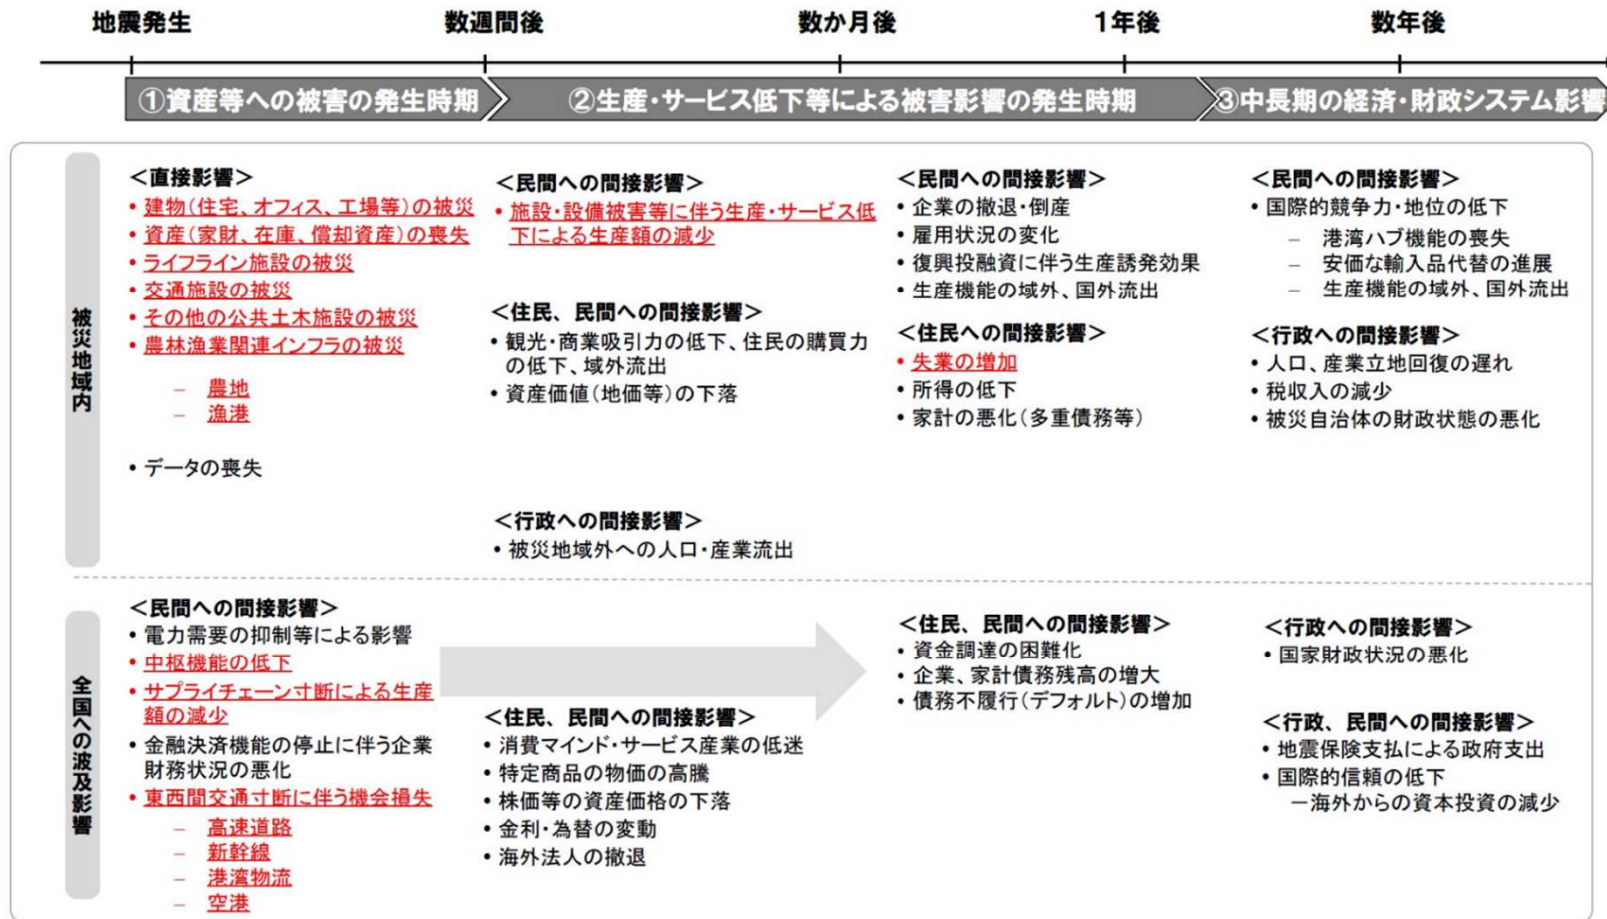 地震発生
数週間後
数か月後
1年後
数年後
①資産等への被害の発生時期
②生産・サービス低下等による被害影響の発生時期
③中長期の経済・財政システム影響
被災地域内
＜直接影響＞
• 建物（住宅、オフィス、工場等）の被災
• 資産（家財、在庫、償却資産）の喪失
• ライフライン施設の被災
• 交通施設の被災
• その他の公共土木施設の被災
• 農林漁業関連インフラの被災
－ 農地
－ 漁港
• データの喪失
＜民間への間接影響＞
• 施設・設備被害等に伴う生産・サービス低
下による生産額の減少
＜住民、民間への間接影響＞
• 観光・商業吸引力の低下、住民の購買力
の低下、域外流出
• 資産価値（地価等）の下落
＜行政への間接影響＞
• 被災地域外への人口・産業流出
＜民間への間接影響＞
• 企業の撤退・倒産
• 雇用状況の変化
• 復興投融資に伴う生産誘発効果
• 生産機能の域外、国外流出
＜住民への間接影響＞
• 失業の増加
• 所得の低下
• 家計の悪化（多重債務等）
＜民間への間接影響＞
• 国際的競争力・地位の低下
－ 港湾ハブ機能の喪失
－ 安価な輸入品代替の進展
－ 生産機能の域外、国外流出
＜行政への間接影響＞
• 人口、産業立地回復の遅れ
• 税収入の減少
• 被災自治体の財政状態の悪化
全国への波及影響
＜民間への間接影響＞
• 電力需要の抑制等による影響
• 中枢機能の低下
• サプライチェーン寸断による生産
額の減少
• 金融決済機能の停止に伴う企業
財務状況の悪化
• 東西間交通寸断に伴う機会損失
－ 高速道路
－ 新幹線
－ 港湾物流
－ 空港
＜住民、民間への間接影響＞
• 消費マインド・サービス産業の低迷
• 特定商品の物価の高騰
• 株価等の資産価格の下落
• 金利・為替の変動
• 海外法人の撤退
＜住民、民間への間接影響＞
• 資金調達の困難化
• 企業、家計債務残高の増大
• 債務不履行（デフォルト）の増加
＜行政への間接影響＞
• 国家財政状況の悪化
＜行政、民間への間接影響＞
• 地震保険支払による政府支出
• 国際的信頼の低下
－海外からの資本投資の減少